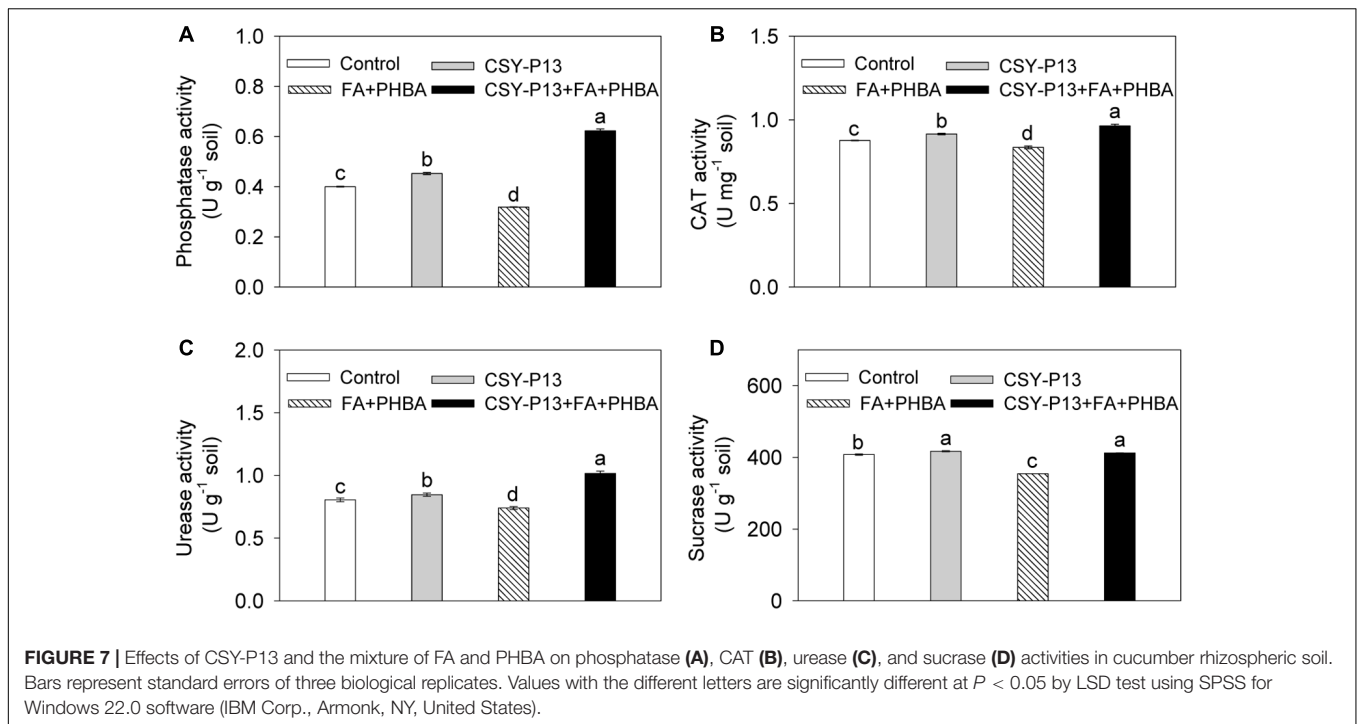 A
1.0
0.8
0.6
0.4
0.2
0.0
Phosphatase activity
(U g⁻¹ soil)
Control
CSY-P13
FA+PHBA
CSY-P13+FA+PHBA
c
b
d
a
B
1.5
1.0
0.5
0.0
CAT activity
(U mg⁻¹ soil)
Control
CSY-P13
FA+PHBA
CSY-P13+FA+PHBA
c
b
d
a
C
2.0
1.5
1.0
0.5
0.0
Urease activity
(U g⁻¹ soil)
Control
CSY-P13
FA+PHBA
CSY-P13+FA+PHBA
c
b
d
a
D
600
400
200
0
Sucrase activity
(U g⁻¹ soil)
Control
CSY-P13
FA+PHBA
CSY-P13+FA+PHBA
b
a
c
a
FIGURE 7 | Effects of CSY-P13 and the mixture of FA and PHBA on phosphatase (A), CAT (B), urease (C), and sucrase (D) activities in cucumber rhizospheric soil.
Bars represent standard errors of three biological replicates. Values with the different letters are significantly different at P < 0.05 by LSD test using SPSS for
Windows 22.0 software (IBM Corp., Armonk, NY, United States).